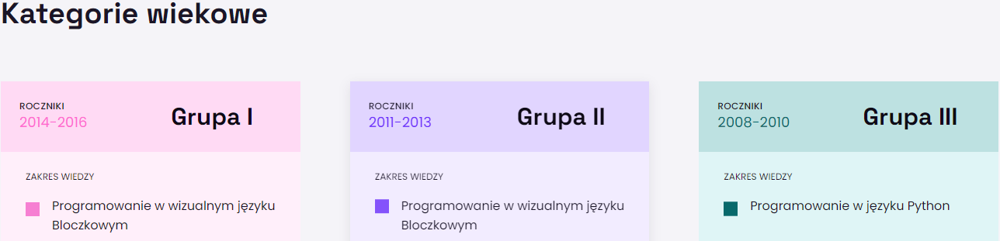 Kategorie wiekowe
ROCZNIKI
2014-2016
Grupa I
ZAKRES WIEDZY
Programowanie w wizualnym języku
Bloczkowym
ROCZNIKI
2011-2013
Grupa II
ZAKRES WIEDZY
Programowanie w wizualnym języku
Bloczkowym
ROCZNIKI
2008-2010
Grupa III
ZAKRES WIEDZY
Programowanie w języku Python